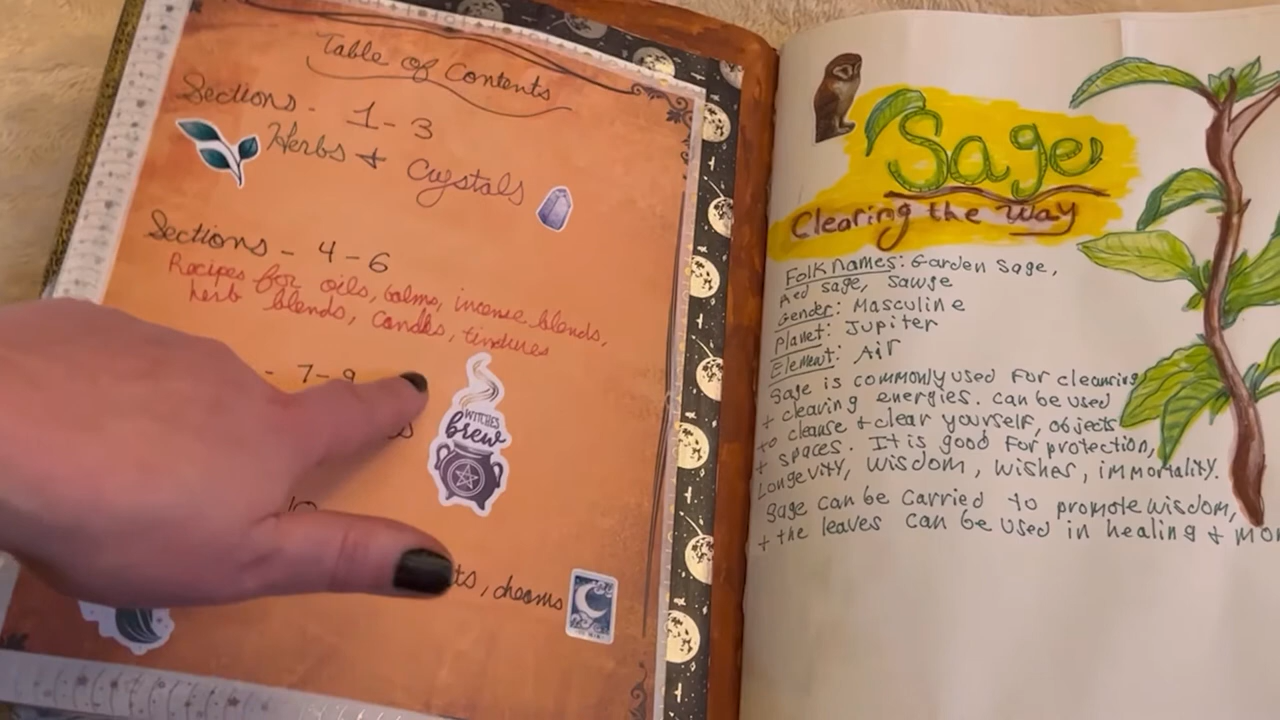 Table of Contents
Sections - 1-3
Herbs + Crystals
Sections - 4-6
Recipes for oils, balms, incense blends,
herb blends, candles, tinctures
- 7-9
WITCHES
brew
10
, dreams
Sage
Clearing the Way
Folk names: Garden Sage,
Red sage, Sawge
Gender: Masculine
Planet: Jupiter
Element: Air
Sage is commonly used for cleansing
+ clearing energies. can be used
to cleanse + clear yourself, objects
+ spaces. It is good for protection,
Longevity, wisdom, wishes, immortality.
Sage can be carried to promote wisdom,
+ the leaves can be used in healing +